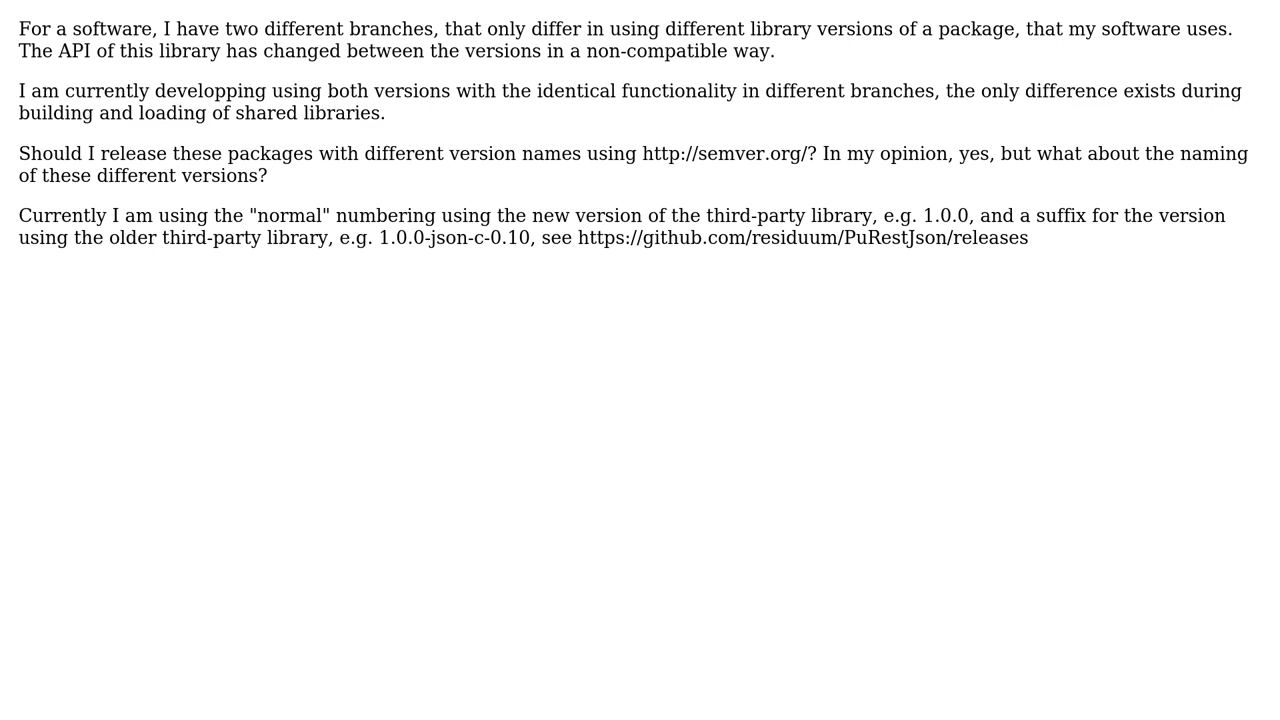 For a software, I have two different branches, that only differ in using different library versions of a package, that my software uses.
The API of this library has changed between the versions in a non-compatible way.
I am currently developping using both versions with the identical functionality in different branches, the only difference exists during
building and loading of shared libraries.
Should I release these packages with different version names using http://semver.org/? In my opinion, yes, but what about the naming
of these different versions?
Currently I am using the "normal" numbering using the new version of the third-party library, e.g. 1.0.0, and a suffix for the version
using the older third-party library, e.g. 1.0.0-json-c-0.10, see https://github.com/residuum/PuRestJson/releases